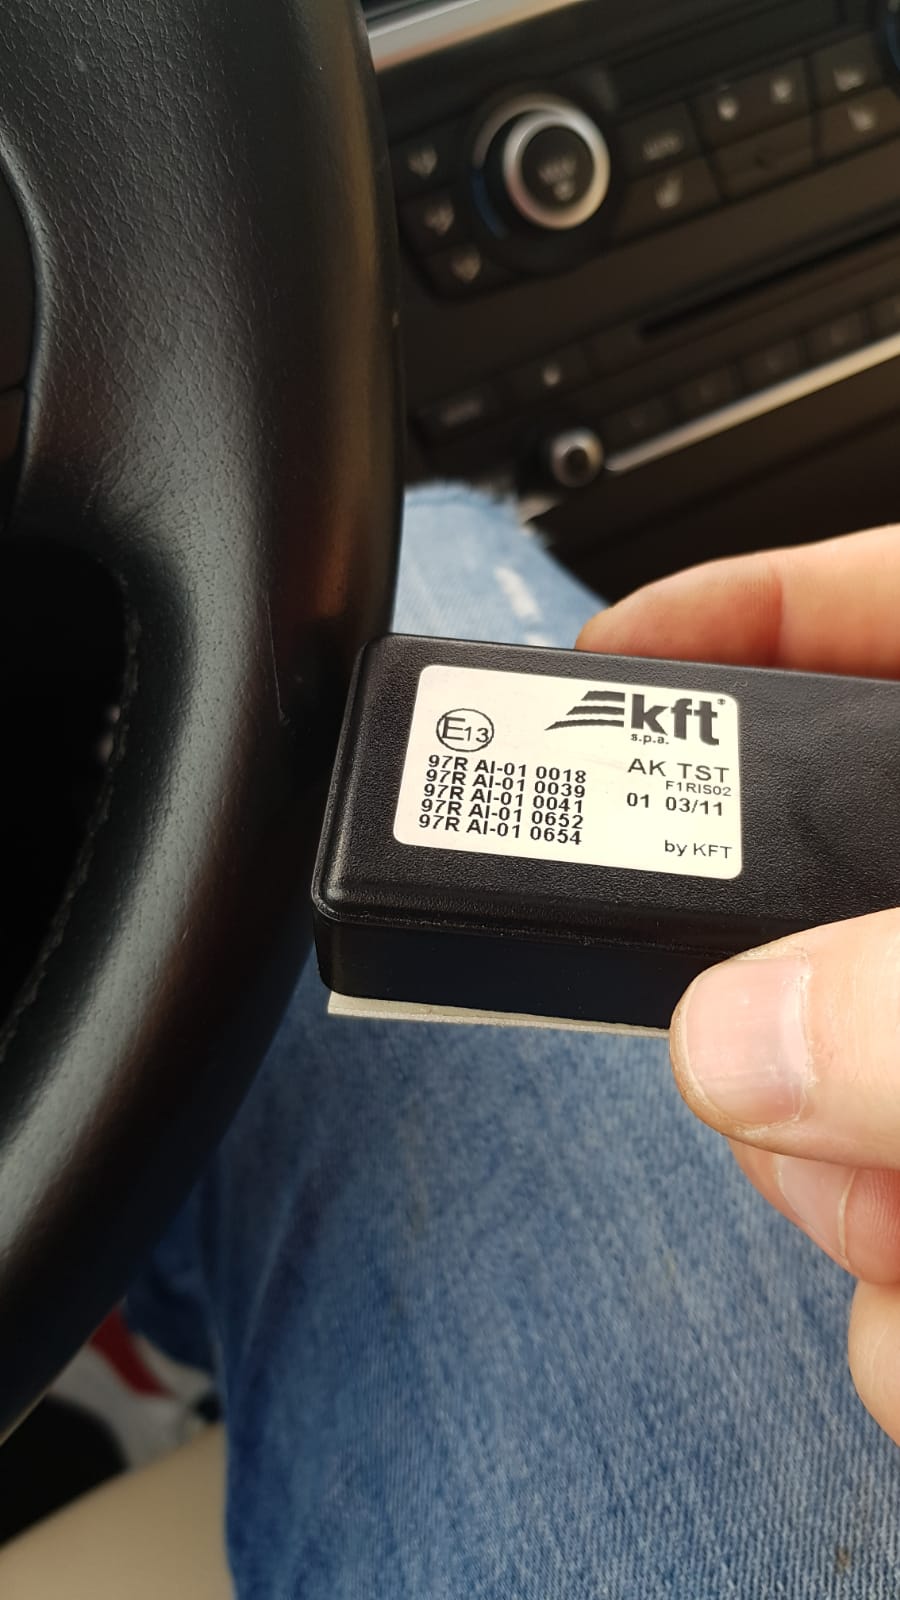 kft®
s.p.a.
E13
97R AI-01 0018
97R AI-01 0039
97R AI-01 0041
97R AI-01 0652
97R AI-01 0654
AK TST
F1RIS02
01 03/11
by KFT